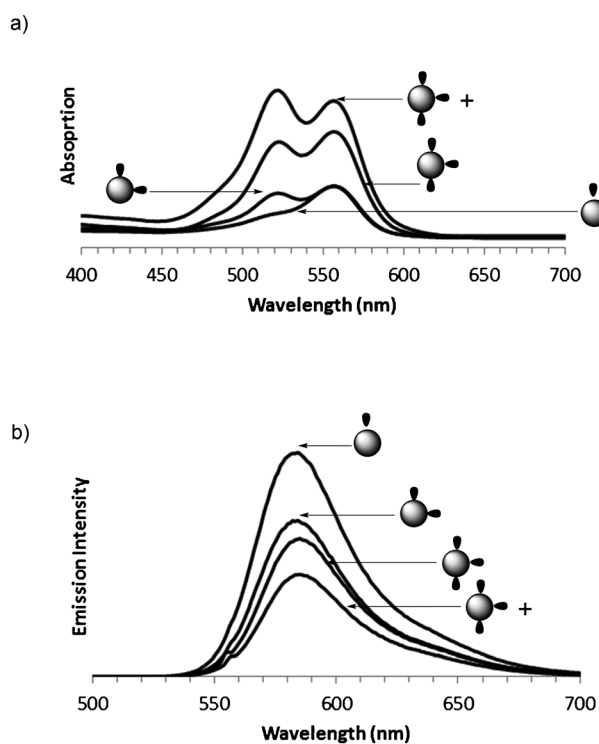 a)
Absoprtion
+
400 450 500 550 600 650 700
Wavelength (nm)
b)
Emission Intensity
+
500 550 600 650 700
Wavelength (nm)